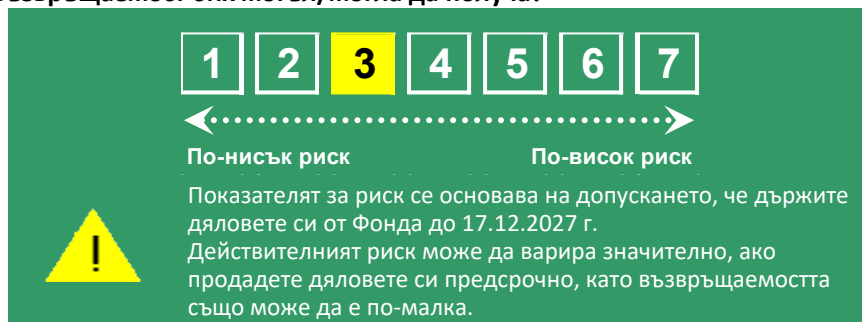 1 2 3 4 5 6 7
По-нисък риск По-висок риск
Показателят за риск се основава на допускането, че държите
дяловете си от Фонда до 17.12.2027 г.
Действителният риск може да варира значително, ако
продадете дяловете си предсрочно, като възвръщаемостта
също може да е по-малка.
!